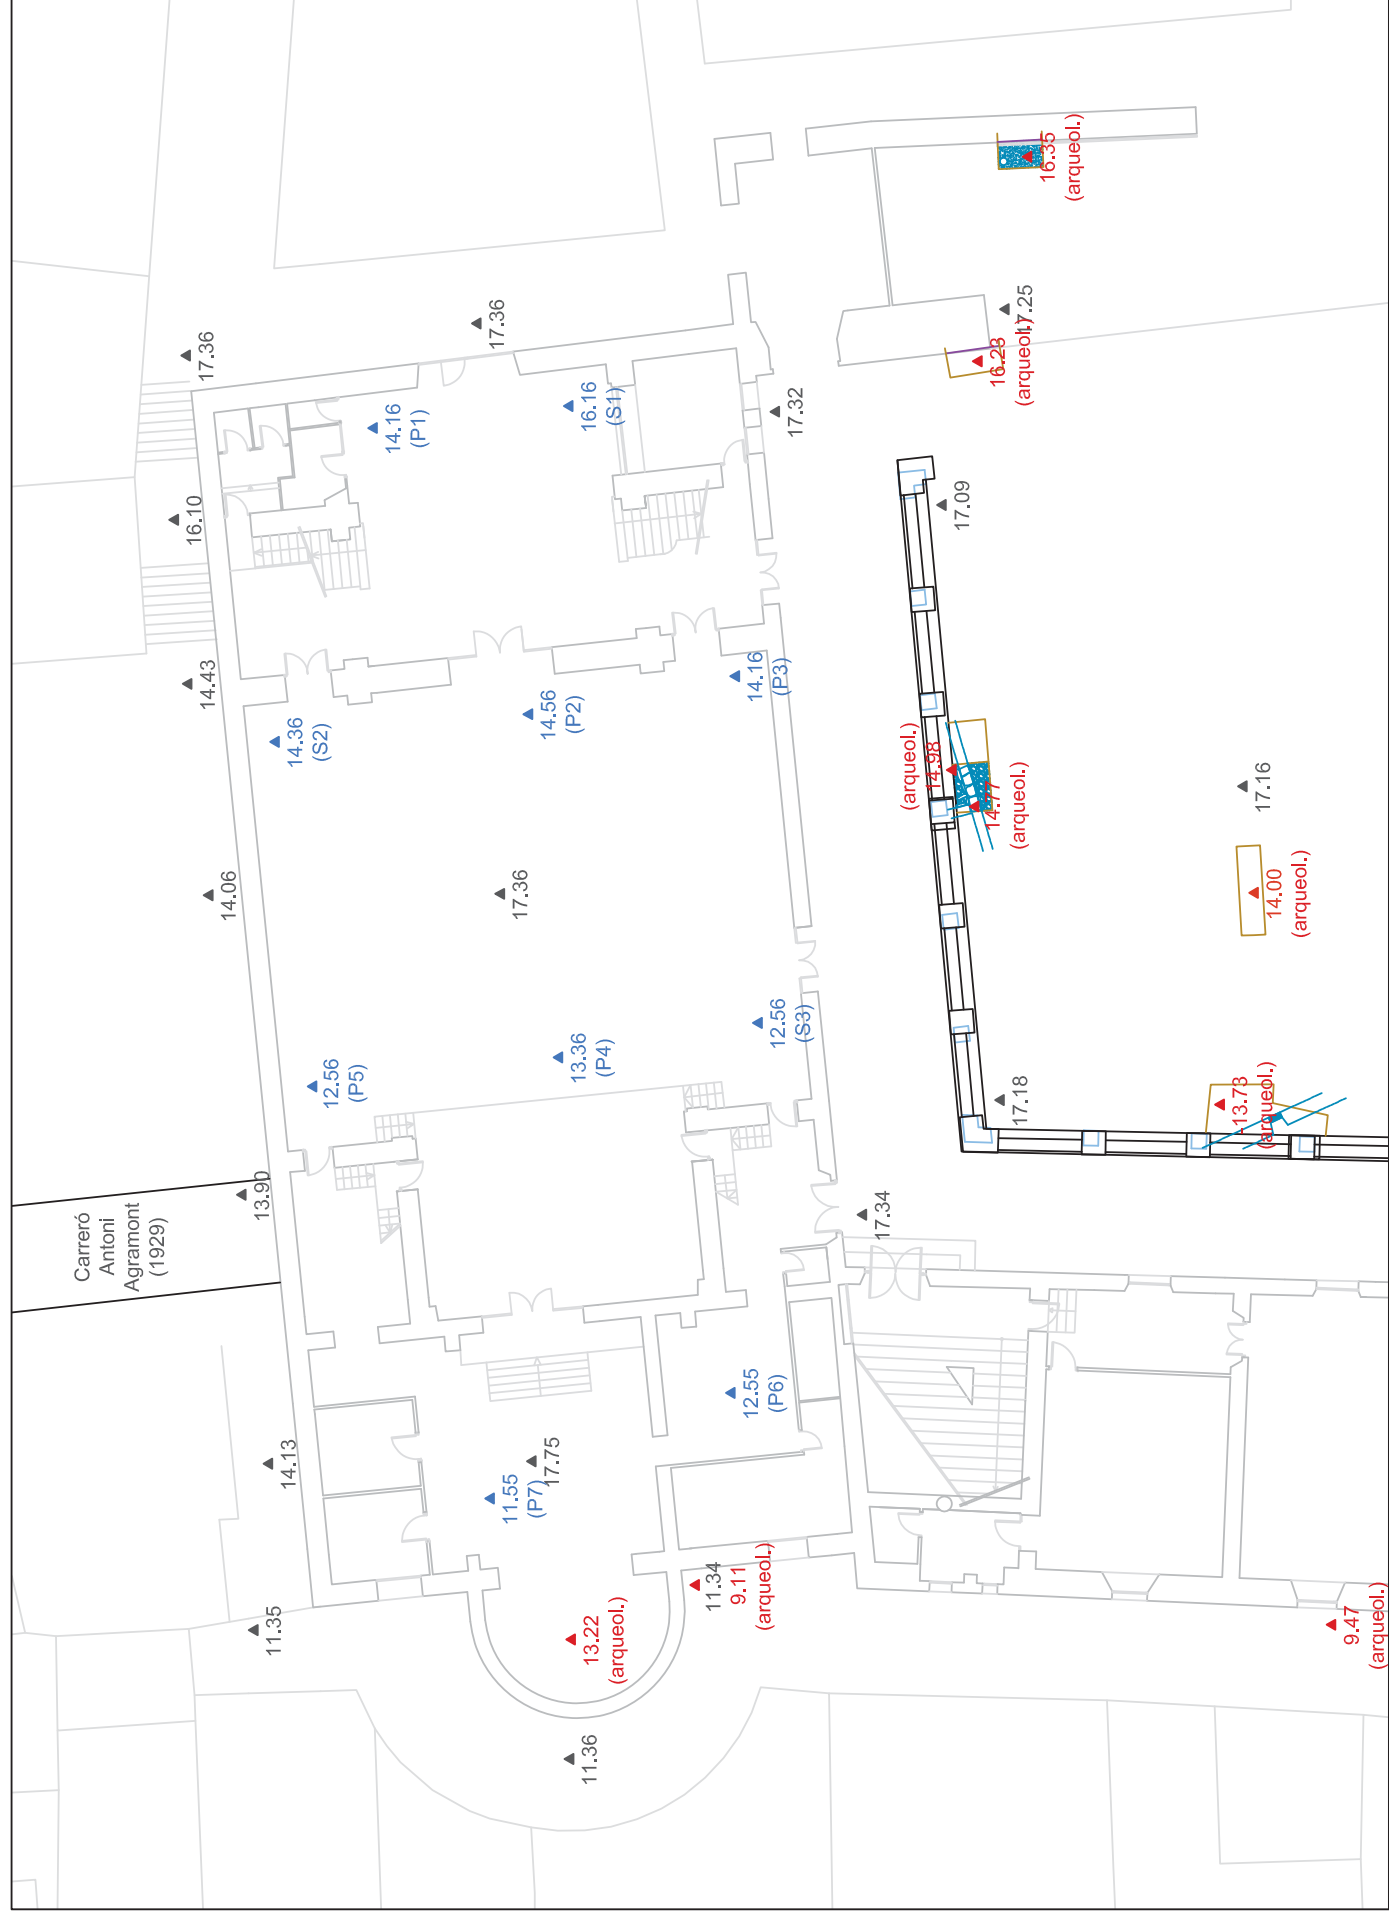 Carreró
Antoni
Agramont
(1929)
16.10
17.36
14.43
14.06
13.90
14.13
11.35
14.36
(S2)
12.56
(P5)
14.16
(P1)
17.36
17.36
11.55
(P7)
17.75
14.56
(P2)
13.36
(P4)
16.16
(S1)
11.36
13.22
(arqueol.)
11.34
9.11
(arqueol.)
12.55
(P6)
14.16
(P3)
12.56
(S3)
17.32
17.34
(arqueol.)
14.98
14.77
(arqueol.)
17.09
16.23
(arqueol.)
17.25
17.18
16.35
(arqueol.)
13.73
(arqueol.)
17.16
14.00
(arqueol.)
9.47
(arqueol.)